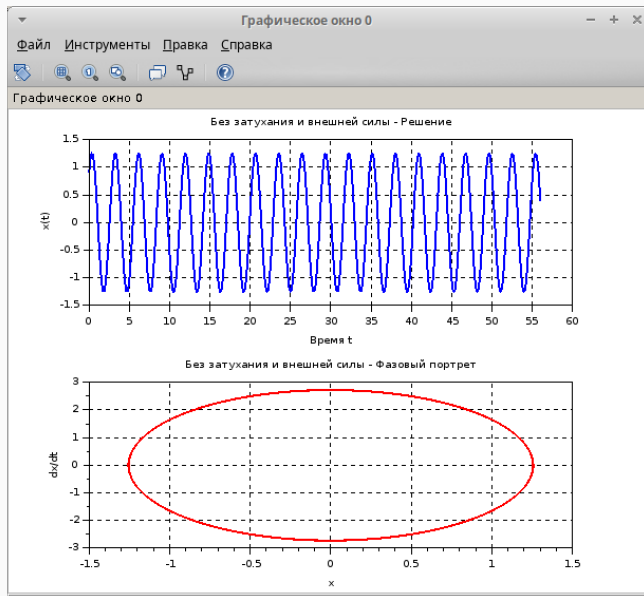 Графическое окно 0
Файл Инструменты Правка Справка
Графическое окно 0
Без затухания и внешней силы - Решение
1.5
1
0.5
0
-0.5
-1
-1.5
x(t)
0 5 10 15 20 25 30 35 40 45 50 55 60
Время t
Без затухания и внешней силы - Фазовый портрет
3
2
1
0
-1
-2
-3
dx/dt
-1.5 -1 -0.5 0 0.5 1 1.5
x